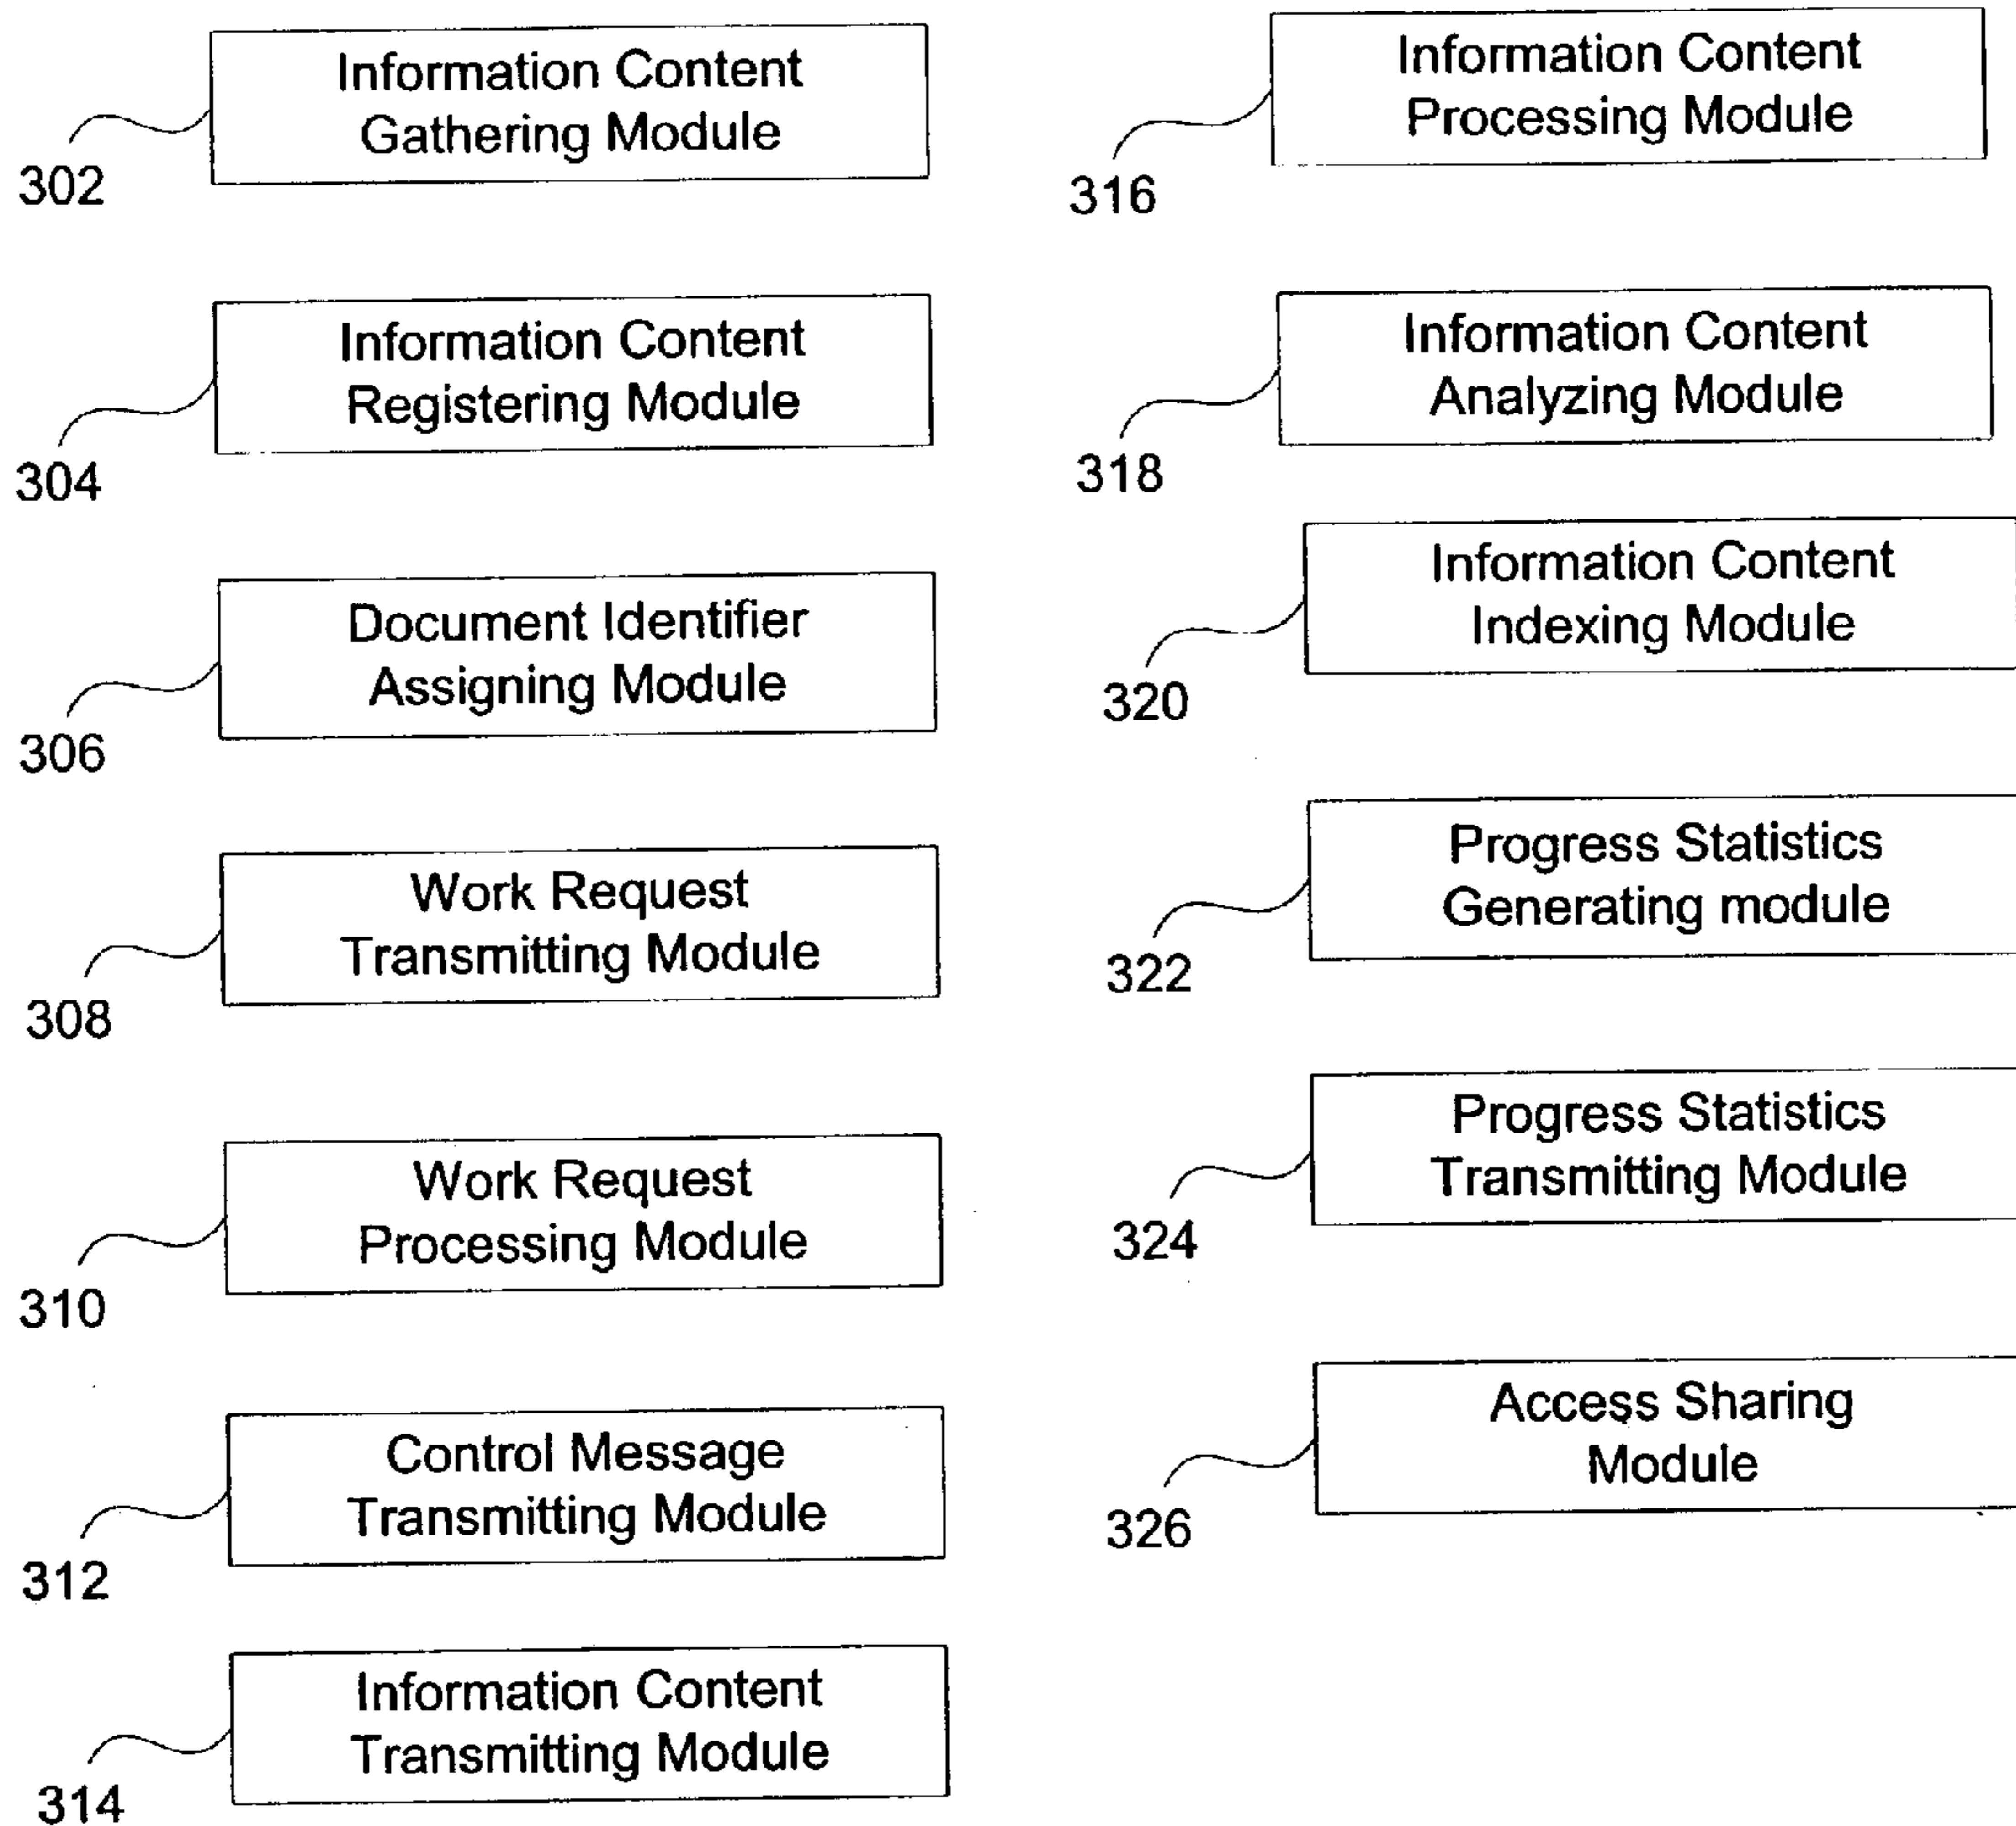 Information Content
Gathering Module
302
Information Content
Registering Module
304
Document Identifier
Assigning Module
306
Work Request
Transmitting Module
308
Work Request
Processing Module
310
Control Message
Transmitting Module
312
Information Content
Transmitting Module
314
Information Content
Processing Module
316
Information Content
Analyzing Module
318
Information Content
Indexing Module
320
Progress Statistics
Generating module
322
Progress Statistics
Transmitting Module
324
Access Sharing
Module
326